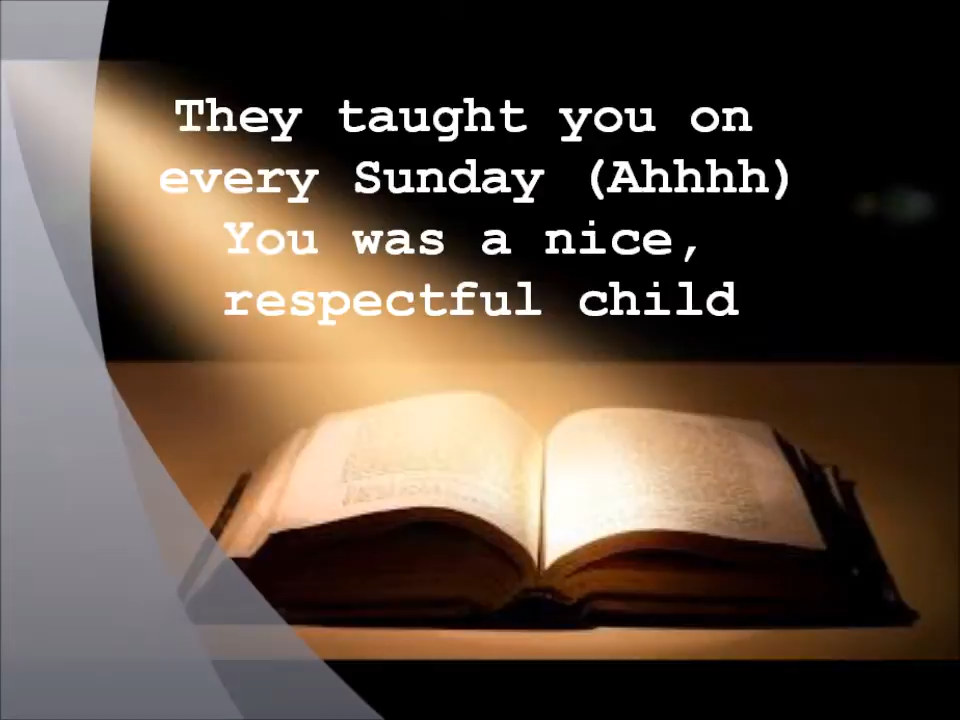 They taught you on
every Sunday (Ahhhh)
You was a nice,
respectful child